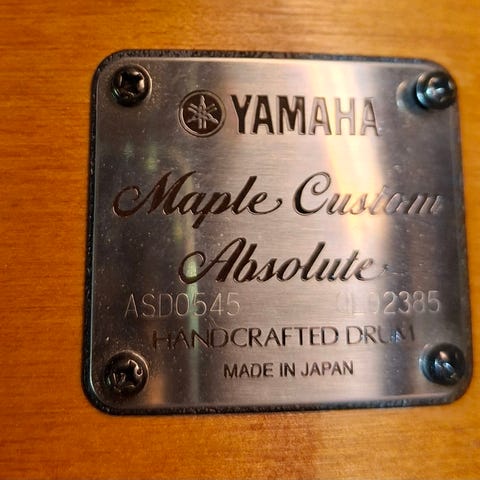 YAMAHA
Maple Custom
Absolute
ASD0545
HANDCRAFTED DRUM
MADE IN JAPAN